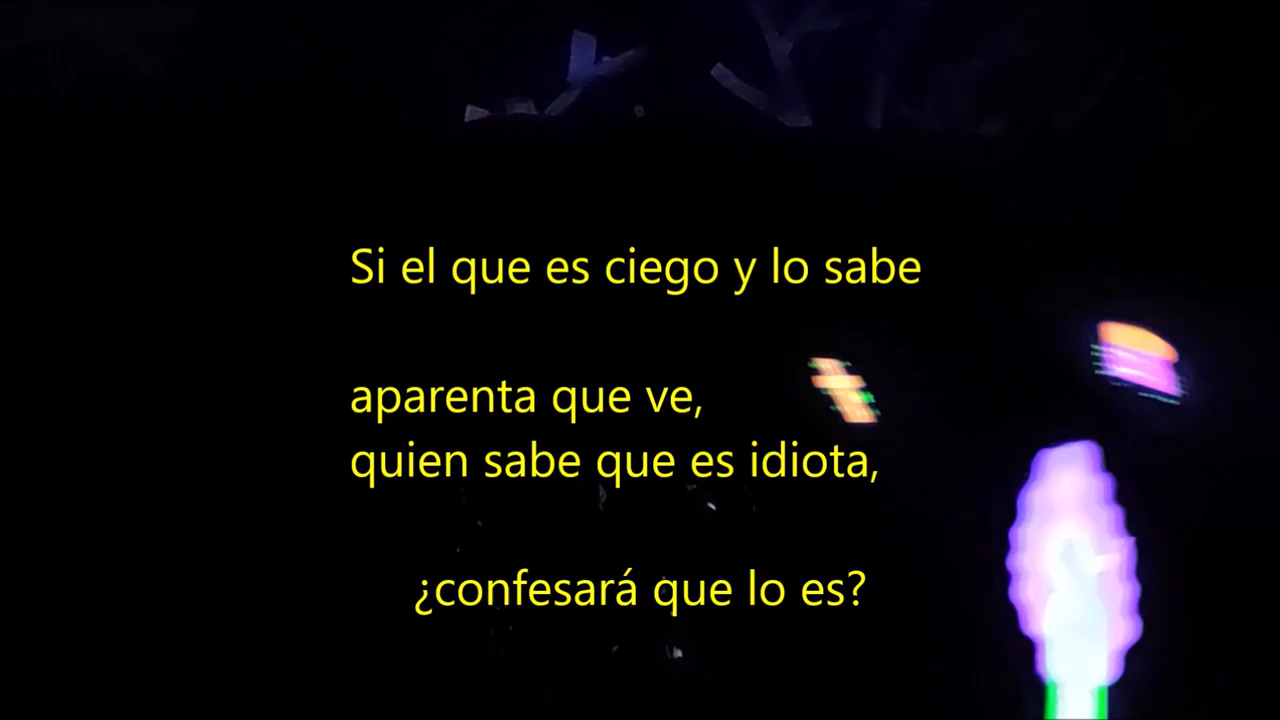 Si el que es ciego y lo sabe
aparenta que ve,
quien sabe que es idiota,
¿confesará que lo es?